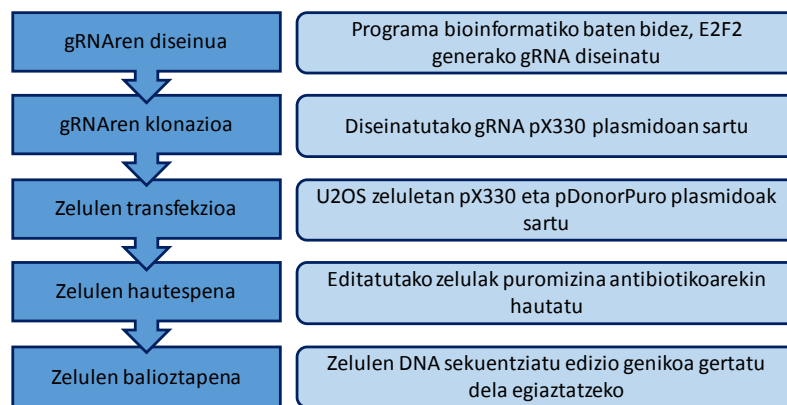 gRNAren diseinua
Programa bioinformatiko baten bidez, E2F2
generako gRNA diseinatu
gRNAren klonazioa
Diseinatutako gRNA pX330 plasmidoan sartu
Zelulen transfekzioa
U2OS zeluletan pX330 eta pDonorPuro plasmidoak
sartu
Zelulen hautespena
Editatutako zelulak puromizina antibiotikoarekin
hautatu
Zelulen balioztapena
Zelulen DNA sekuentziatu edizio genikoa gertatu
dela egiaztatzeko